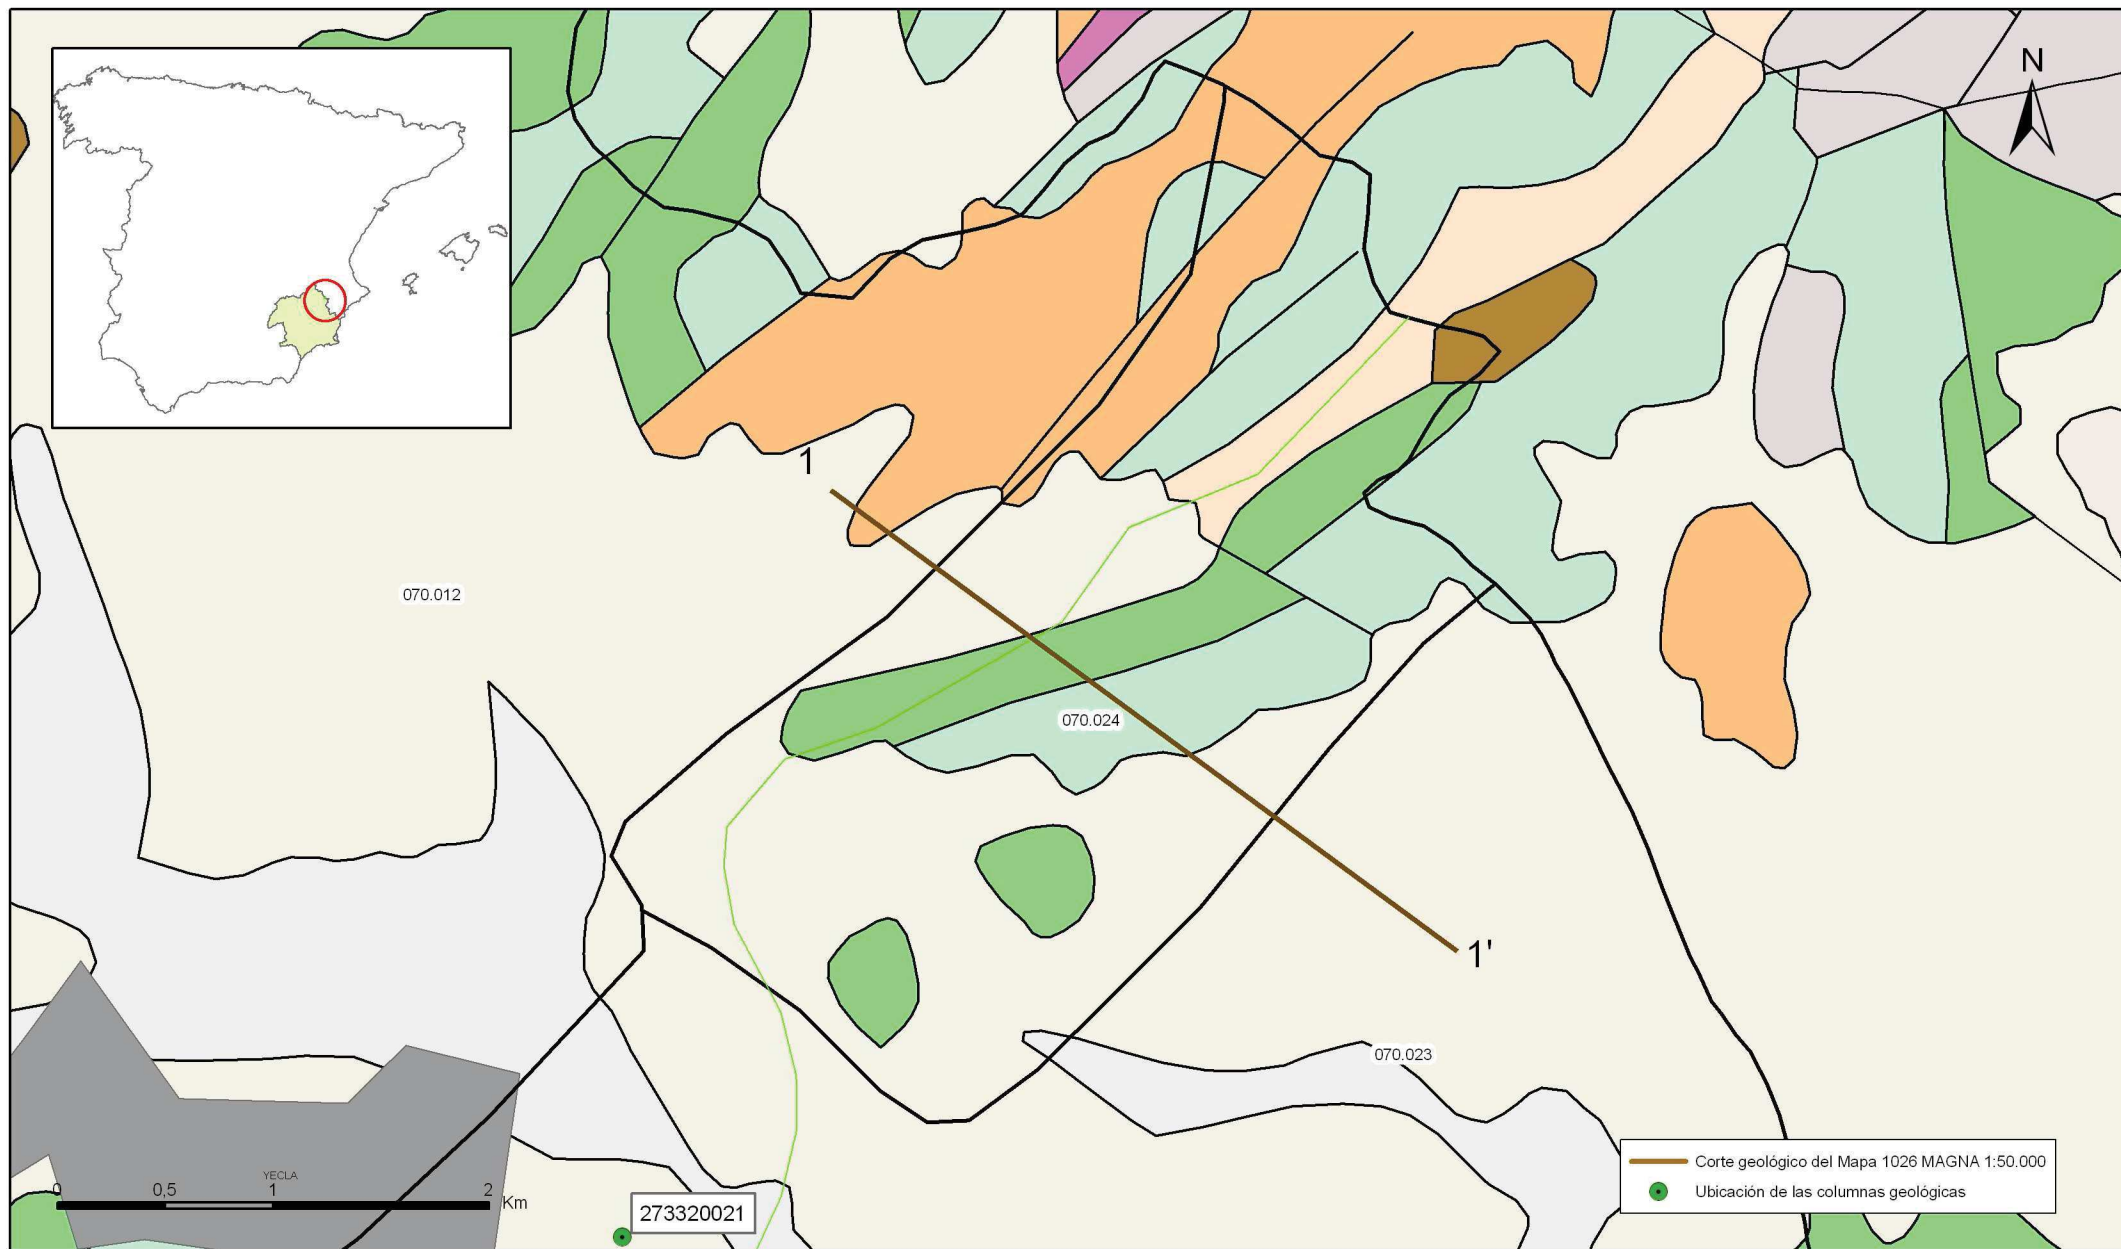 N
1
070.012
070.024
1'
070.023
YECLA
0 0,5 1 2 Km
273320021
Corte geológico del Mapa 1026 MAGNA 1:50.000
Ubicación de las columnas geológicas